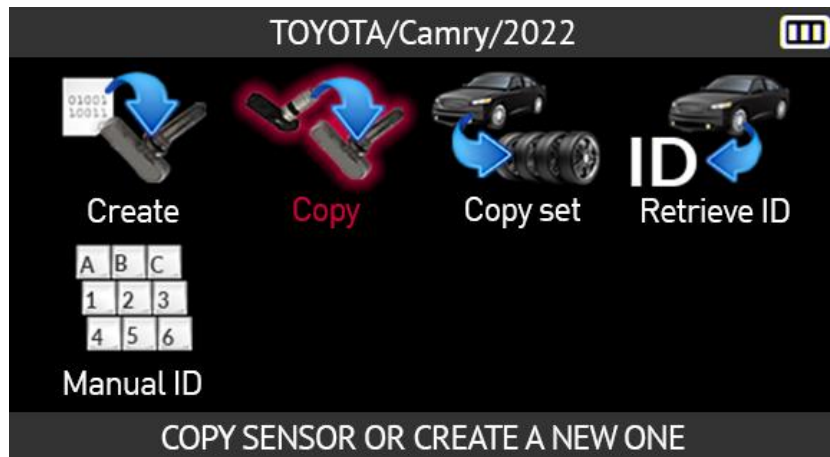 TOYOTA/Camry/2022
01001
10011
Create
Copy
Copy set
ID
Retrieve ID
A B C
1 2 3
4 5 6
Manual ID
COPY SENSOR OR CREATE A NEW ONE